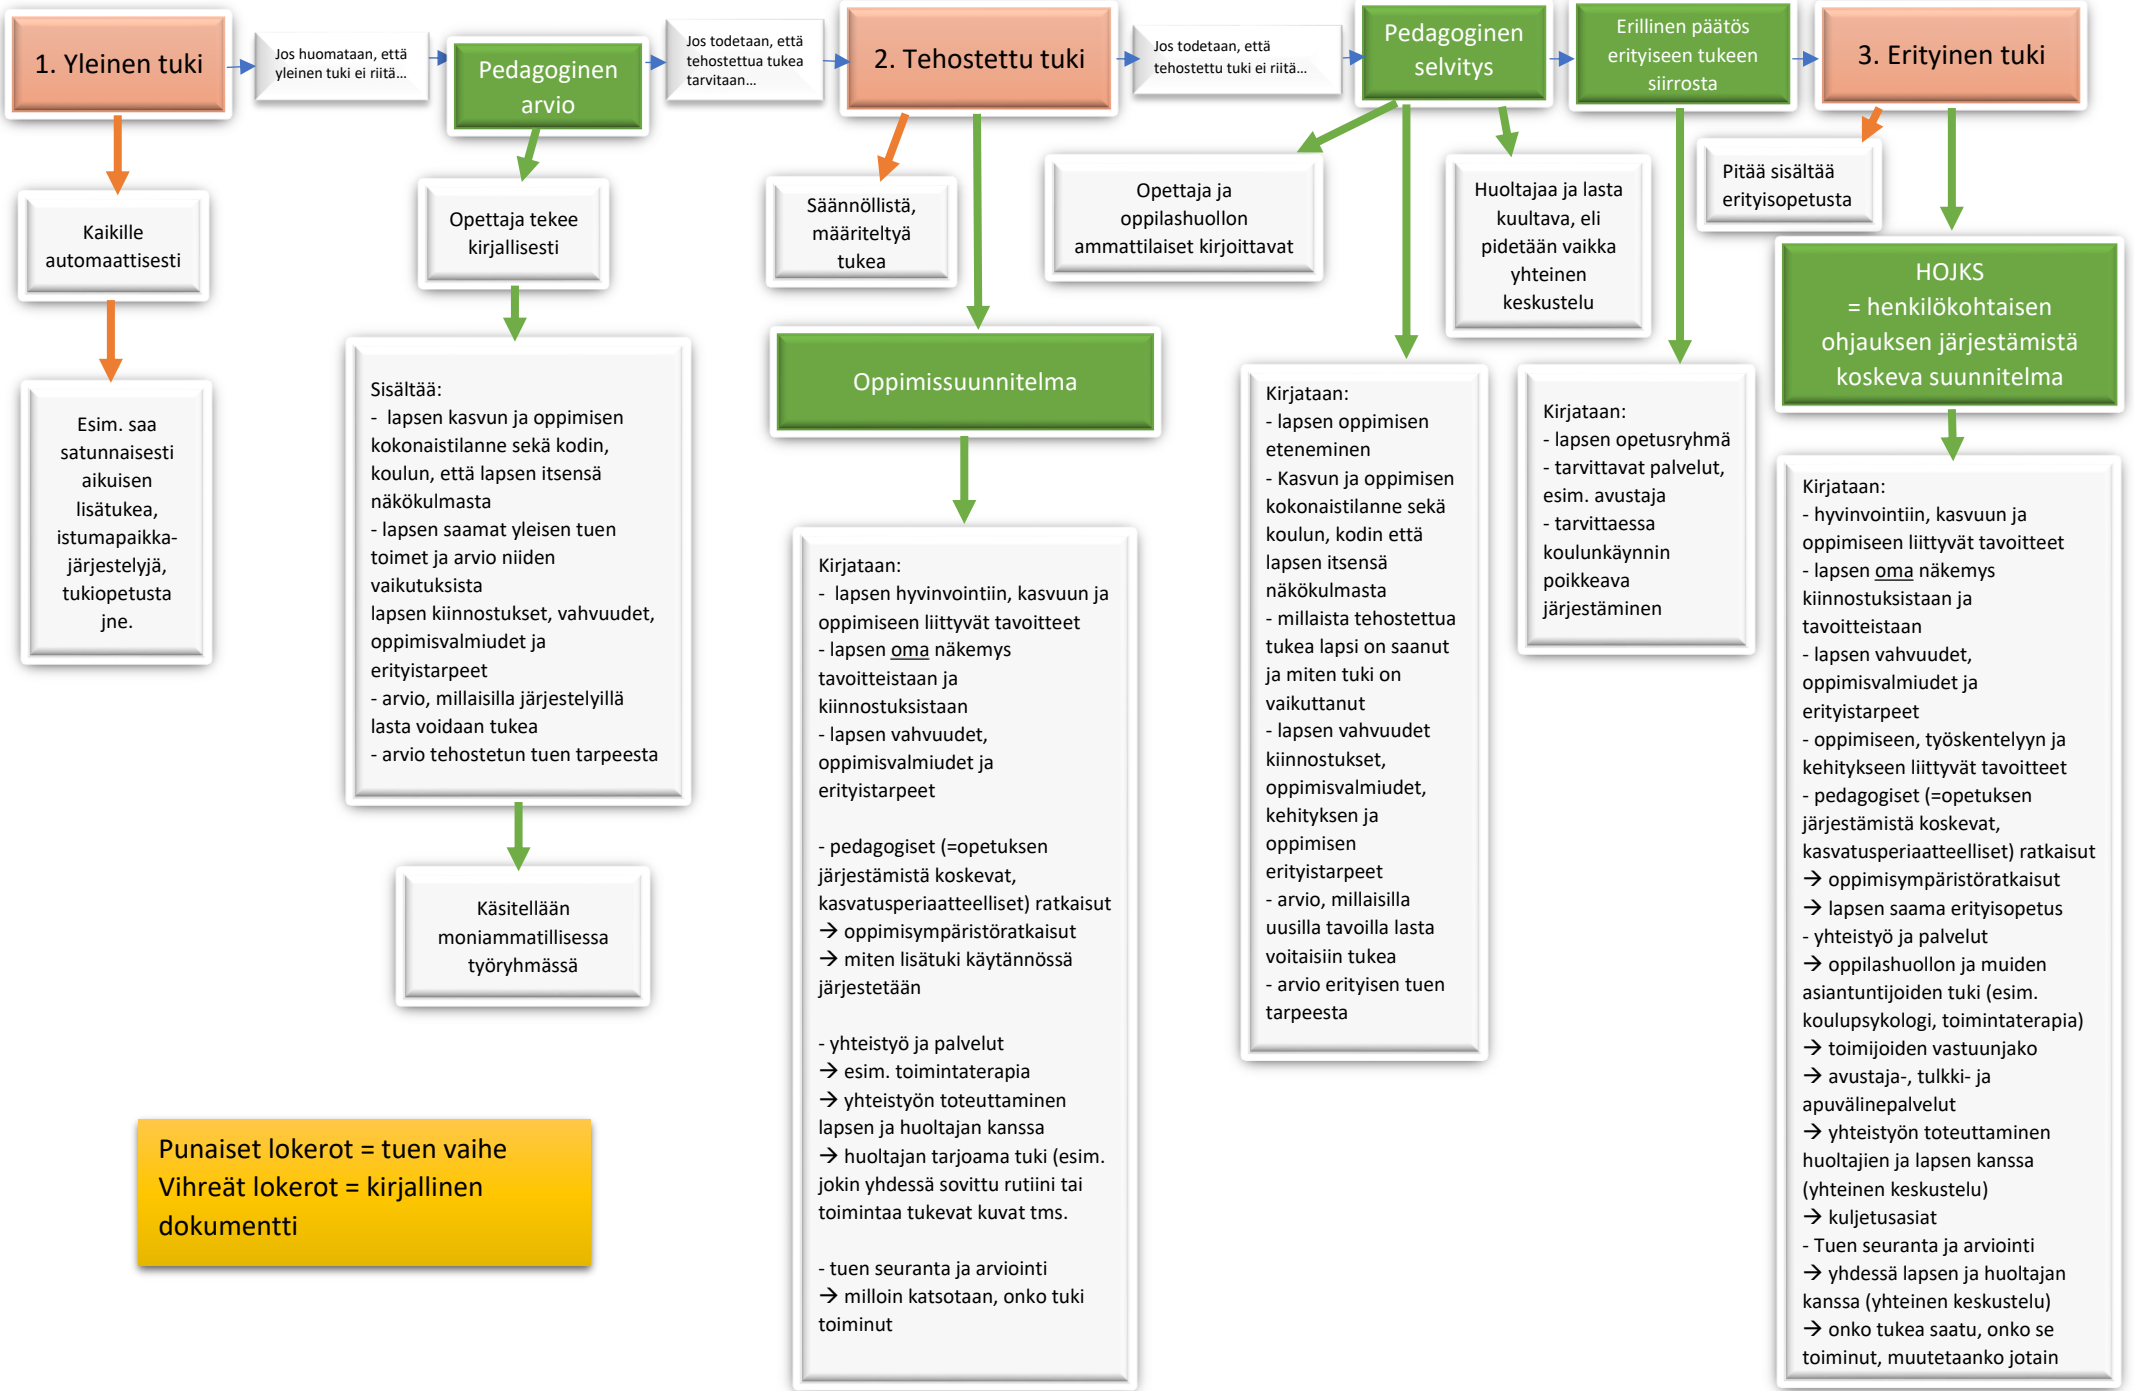 1. Yleinen tuki
Jos huomataan, että
yleinen tuki ei riitä…
Pedagoginen
arvio
Jos todetaan, että
tehostettua tukea
tarvitaan…
2. Tehostettu tuki
Jos todetaan, että
tehostettu tuki ei riitä…
Pedagoginen
selvitys
Erillinen päätös
erityiseen tukeen
siirrosta
3. Erityinen tuki
Kaikille
automaattisesti
Esim. saa
satunnaisesti
aikuisen
lisätukea,
istumapaikka-
järjestelyjä,
tukiopetusta
jne.
Opettaja tekee
kirjallisesti
Sisältää:
- lapsen kasvun ja oppimisen
kokonaistilanne sekä kodin,
koulun, että lapsen itsensä
näkökulmasta
- lapsen saamat yleisen tuen
toimet ja arvio niiden
vaikutuksista
lapsen kiinnostukset, vahvuudet,
oppimisvalmiudet ja
erityistarpeet
- arvio, millaisilla järjestelyillä
lasta voidaan tukea
- arvio tehostetun tuen tarpeesta
Käsitellään
moniammatillisessa
työryhmässä
Säännöllistä,
määriteltyä
tukea
Oppimissuunnitelma
Kirjataan:
- lapsen hyvinvointiin, kasvuun ja
oppimiseen liittyvät tavoitteet
- lapsen oma näkemys
tavoitteistaan ja
kiinnostuksistaan
- lapsen vahvuudet,
oppimisvalmiudet ja
erityistarpeet
- pedagogiset (=opetuksen
järjestämistä koskevat,
kasvatusperiaatteelliset) ratkaisut
→ oppimisympäristöratkaisut
→ miten lisätuki käytännössä
järjestetään
- yhteistyö ja palvelut
→ esim. toimintaterapia
→ yhteistyön toteuttaminen
lapsen ja huoltajan kanssa
→ huoltajan tarjoama tuki (esim.
jokin yhdessä sovittu rutiini tai
toimintaa tukevat kuvat tms.
- tuen seuranta ja arviointi
→ milloin katsotaan, onko tuki
toiminut
Opettaja ja
oppilashuollon
ammattilaiset kirjoittavat
Huoltajaa ja lasta
kuultava, eli
pidetään vaikka
yhteinen
keskustelu
Kirjataan:
- lapsen oppimisen
eteneminen
- Kasvun ja oppimisen
kokonaistilanne sekä
koulun, kodin että
lapsen itsensä
näkökulmasta
- millaista tehostettua
tukea lapsi on saanut
ja miten tuki on
vaikuttanut
- lapsen vahvuudet
kiinnostukset,
oppimisvalmiudet,
kehityksen ja
oppimisen
erityistarpeet
- arvio, millaisilla
uusilla tavoilla lasta
voitaisiin tukea
- arvio erityisen tuen
tarpeesta
Kirjataan:
- lapsen opetusryhmä
- tarvittavat palvelut,
esim. avustaja
- tarvittaessa
koulunkäynnin
poikkeava
järjestäminen
Pitää sisältää
erityisopetusta
HOJKS
= henkilökohtaisen
ohjauksen järjestämistä
koskeva suunnitelma
Kirjataan:
- hyvinvointiin, kasvuun ja
oppimiseen liittyvät tavoitteet
- lapsen oma näkemys
kiinnostuksistaan ja
tavoitteistaan
- lapsen vahvuudet,
oppimisvalmiudet ja
erityistarpeet
- oppimiseen, työskentelyyn ja
kehitykseen liittyvät tavoitteet
- pedagogiset (=opetuksen
järjestämistä koskevat,
kasvatusperiaatteelliset) ratkaisut
→ oppimisympäristöratkaisut
→ lapsen saama erityisopetus
- yhteistyö ja palvelut
→ oppilashuollon ja muiden
asiantuntijoiden tuki (esim.
koulupsykologi, toimintaterapia)
→ toimijoiden vastuunjako
→ avustaja-, tulkki- ja
apuvälinepalvelut
→ yhteistyön toteuttaminen
huoltajien ja lapsen kanssa
(yhteinen keskustelu)
→ kuljetusasiat
- Tuen seuranta ja arviointi
→ yhdessä lapsen ja huoltajan
kanssa (yhteinen keskustelu)
→ onko tukea saatu, onko se
toiminut, muutetaanko jotain
Punaiset lokerot = tuen vaihe
Vihreät lokerot = kirjallinen
dokumentti